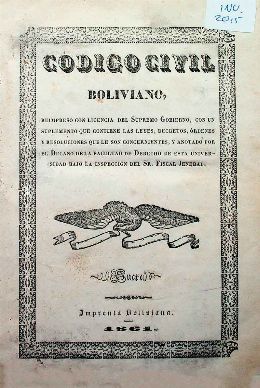 INV.
2015
CODIGO CIVIL
BOLIVIANO,
REIMPRESO CON LICENCIA DEL SUPREMO GOBIERNO, CON UN
SUPLEMENTO QUE CONTIENE LAS LEYES, DECRETOS, ÓRDENES
Y RESOLUCIONES QUE LE SON CONCERNIENTES, Y ANOTADO POR
EL DECANO DE LA FACULTAD DE DERECHO DE ESTA UNIVER-
SIDAD BAJO LA INSPECCION DEL SR. FISCAL JENERAL.
Sucre
Imprenta Boliviana.
1861.